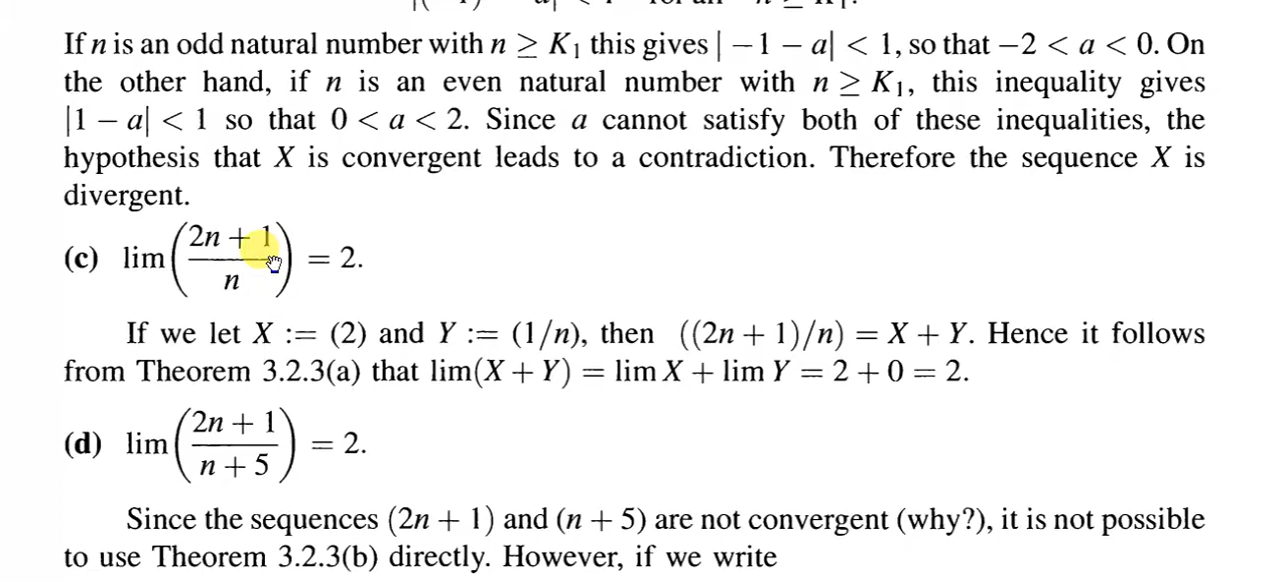 If n is an odd natural number with n ≥ K₁ this gives | −1 − a| < 1, so that −2 < a < 0. On
the other hand, if n is an even natural number with n ≥ K₁, this inequality gives
|1 − a| < 1 so that 0 < a < 2. Since a cannot satisfy both of these inequalities, the
hypothesis that X is convergent leads to a contradiction. Therefore the sequence X is
divergent.
(c) lim((2n + 1)/n) = 2.
If we let X := (2) and Y := (1/n), then ((2n + 1)/n) = X + Y. Hence it follows
from Theorem 3.2.3(a) that lim(X + Y) = lim X + lim Y = 2 + 0 = 2.
(d) lim((2n + 1)/(n + 5)) = 2.
Since the sequences (2n + 1) and (n + 5) are not convergent (why?), it is not possible
to use Theorem 3.2.3(b) directly. However, if we write